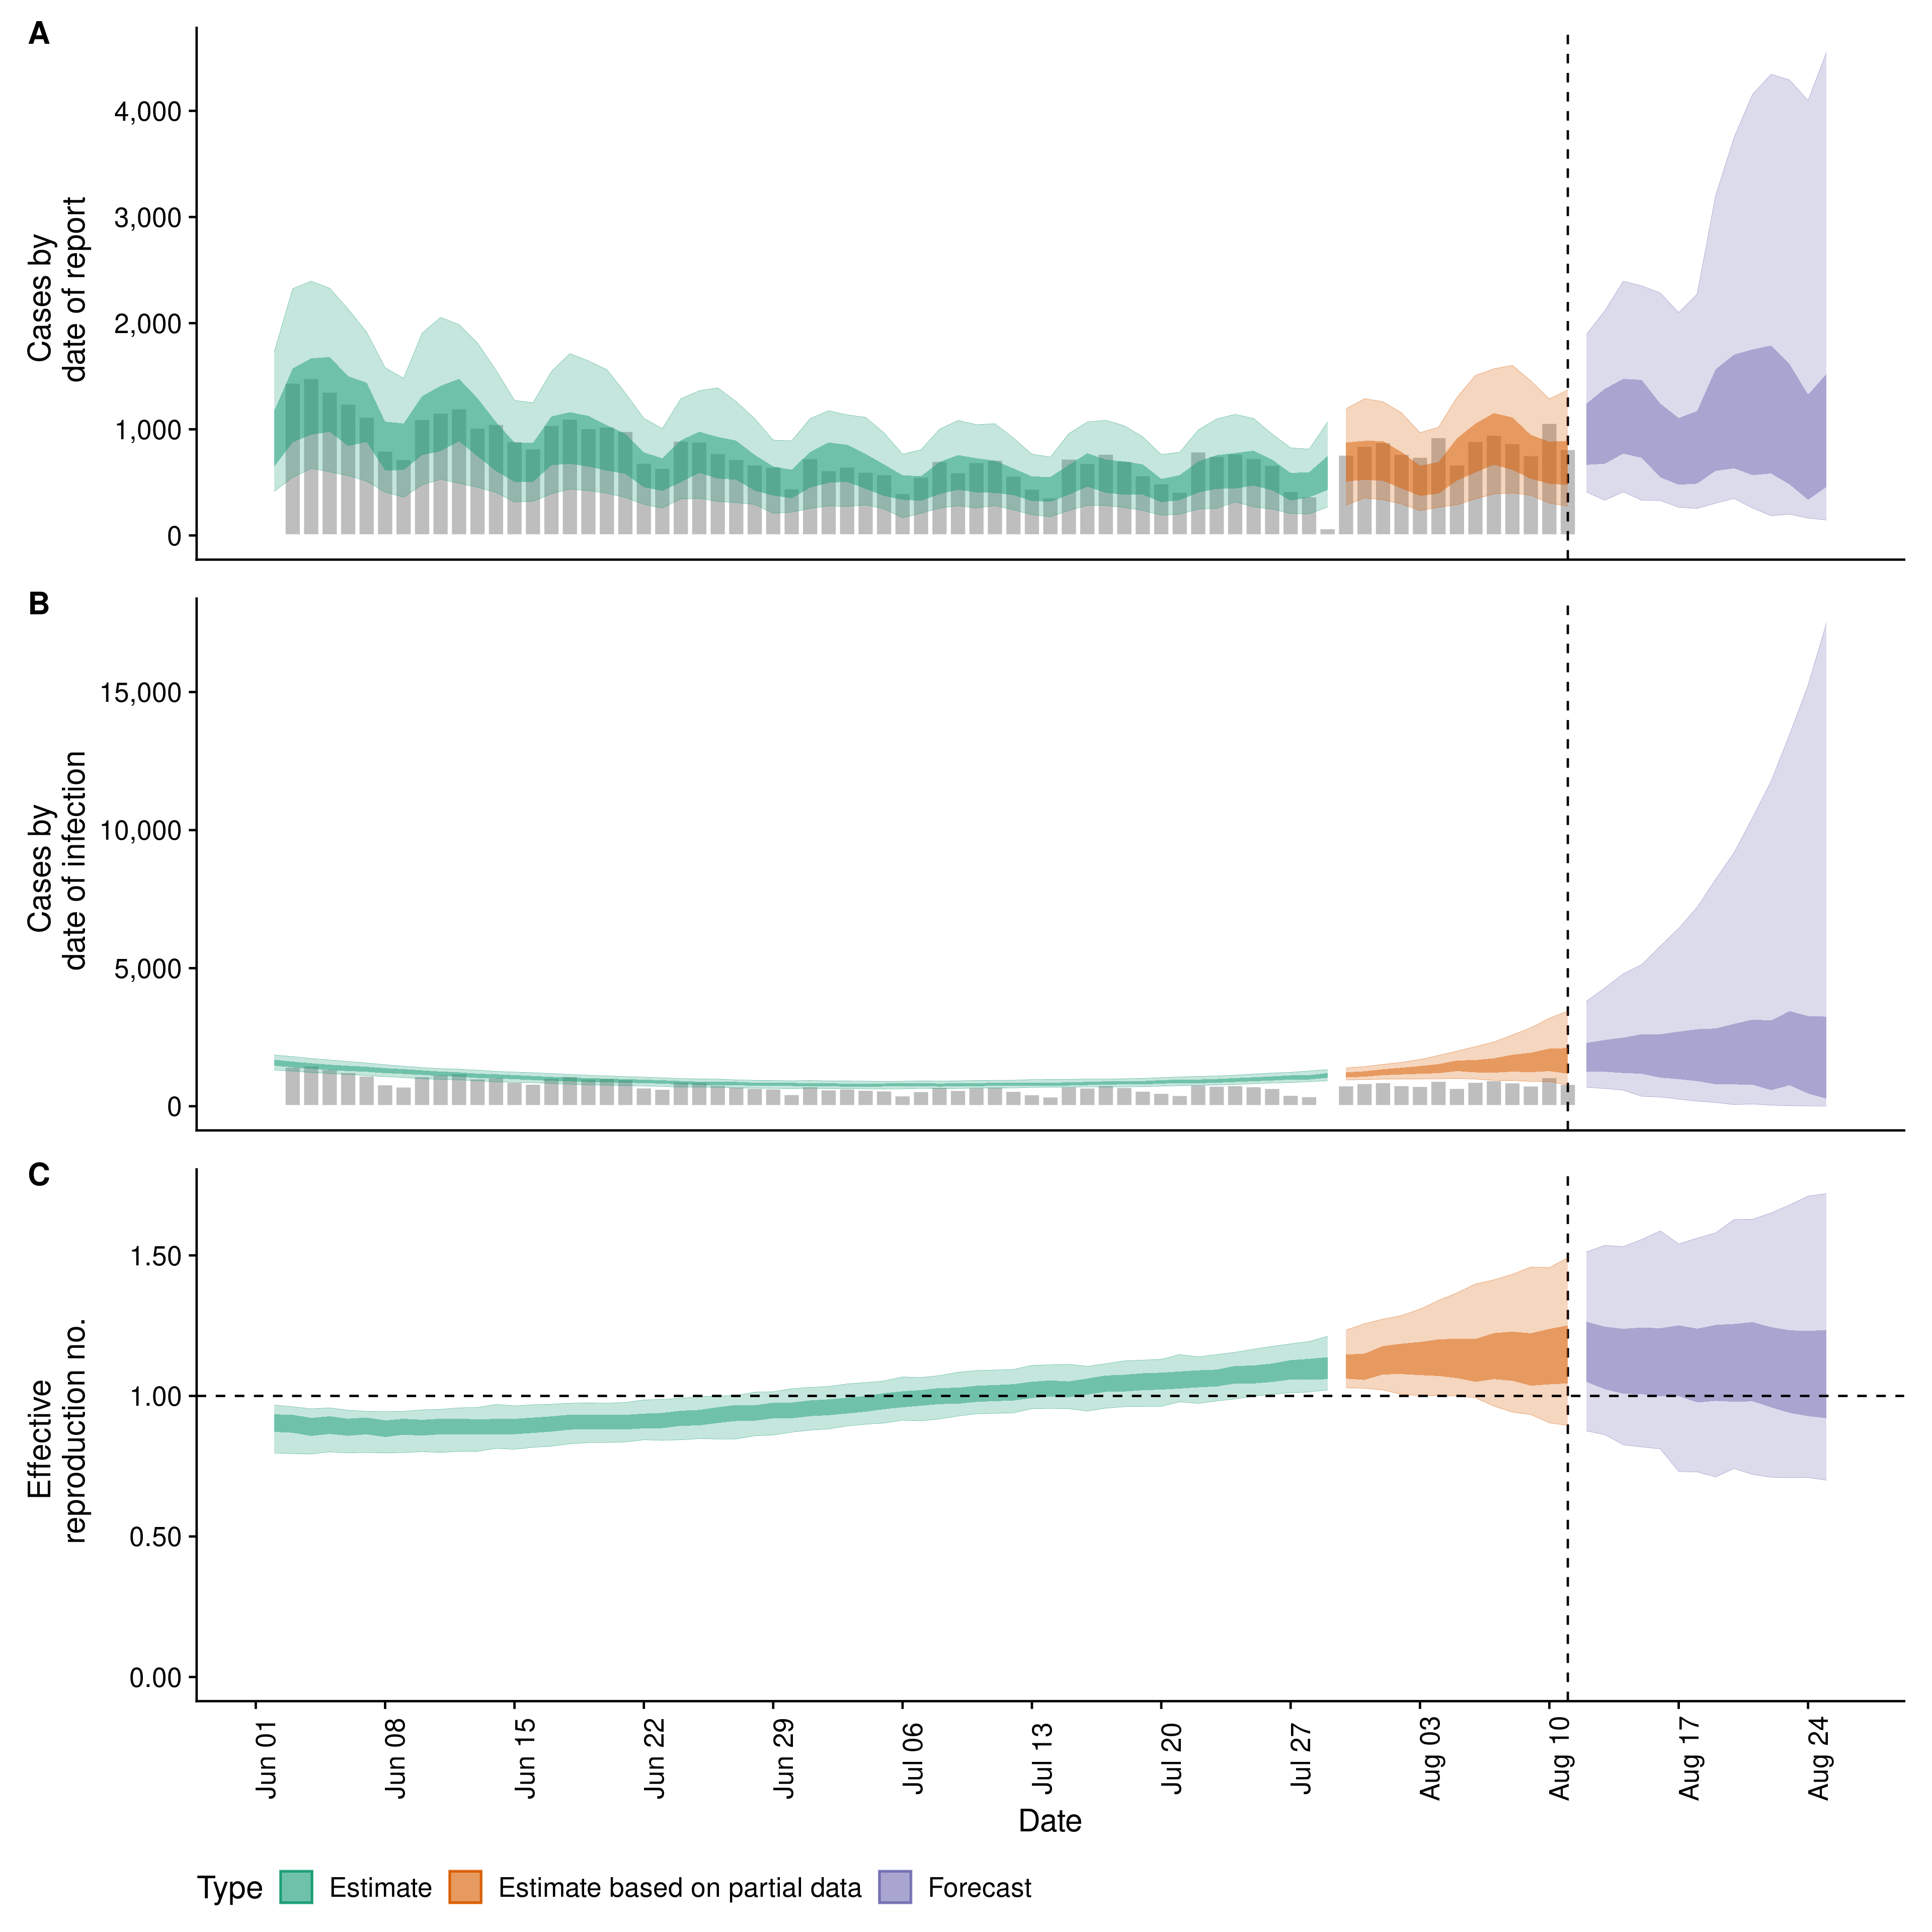 A
Cases by
date of report
4,000
3,000
2,000
1,000
0
B
Cases by
date of infection
15,000
10,000
5,000
0
C
Effective
reproduction no.
1.50
1.00
0.50
0.00
Jun 01
Jun 08
Jun 15
Jun 22
Jun 29
Jul 06
Jul 13
Jul 20
Jul 27
Aug 03
Aug 10
Aug 17
Aug 24
Date
Type Estimate Estimate based on partial data Forecast